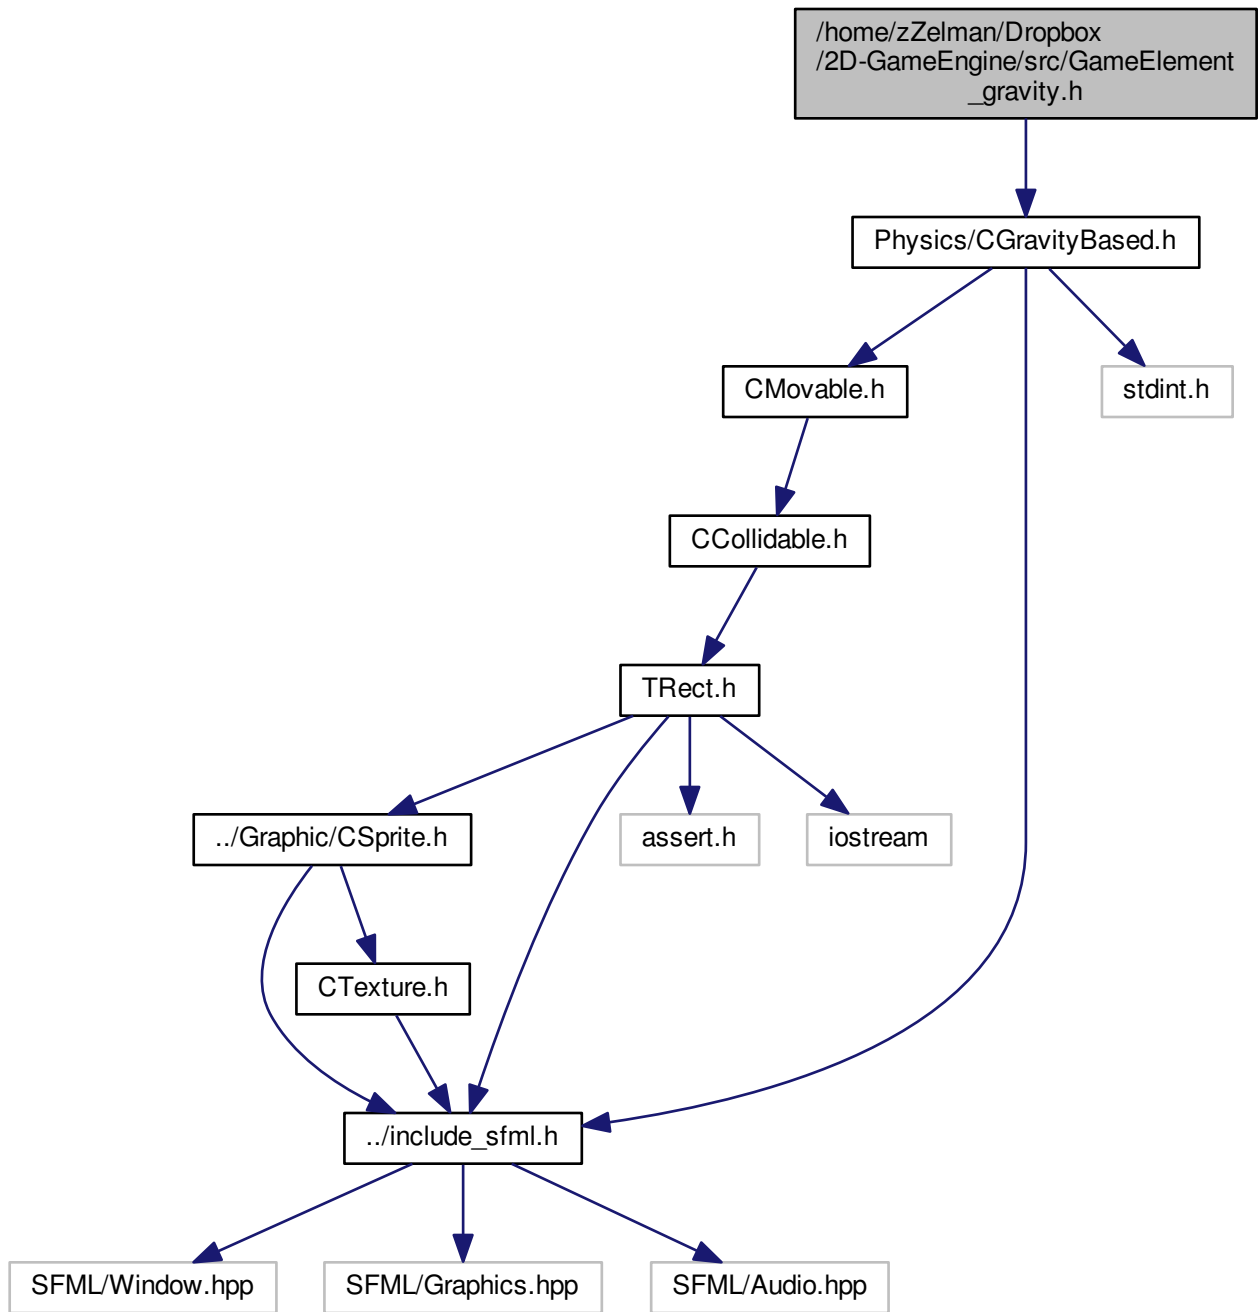 /home/zZelman/Dropbox
/2D-GameEngine/src/GameElement
_gravity.h
Physics/CGravityBased.h
CMovable.h
stdint.h
CCollidable.h
TRect.h
../Graphic/CSprite.h
assert.h
iostream
CTexture.h
../include_sfml.h
SFML/Window.hpp
SFML/Graphics.hpp
SFML/Audio.hpp